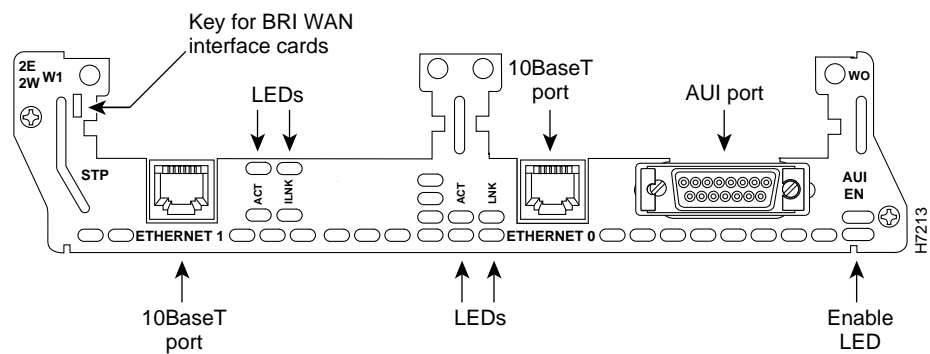 Key for BRI WAN
interface cards
2E
2W W1
LEDs
10BaseT
port
AUI port
WO
STP
ACT
ILNK
ACT
LNK
AUI
EN
ETHERNET 1
ETHERNET 0
H7213
10BaseT
port
LEDs
Enable
LED